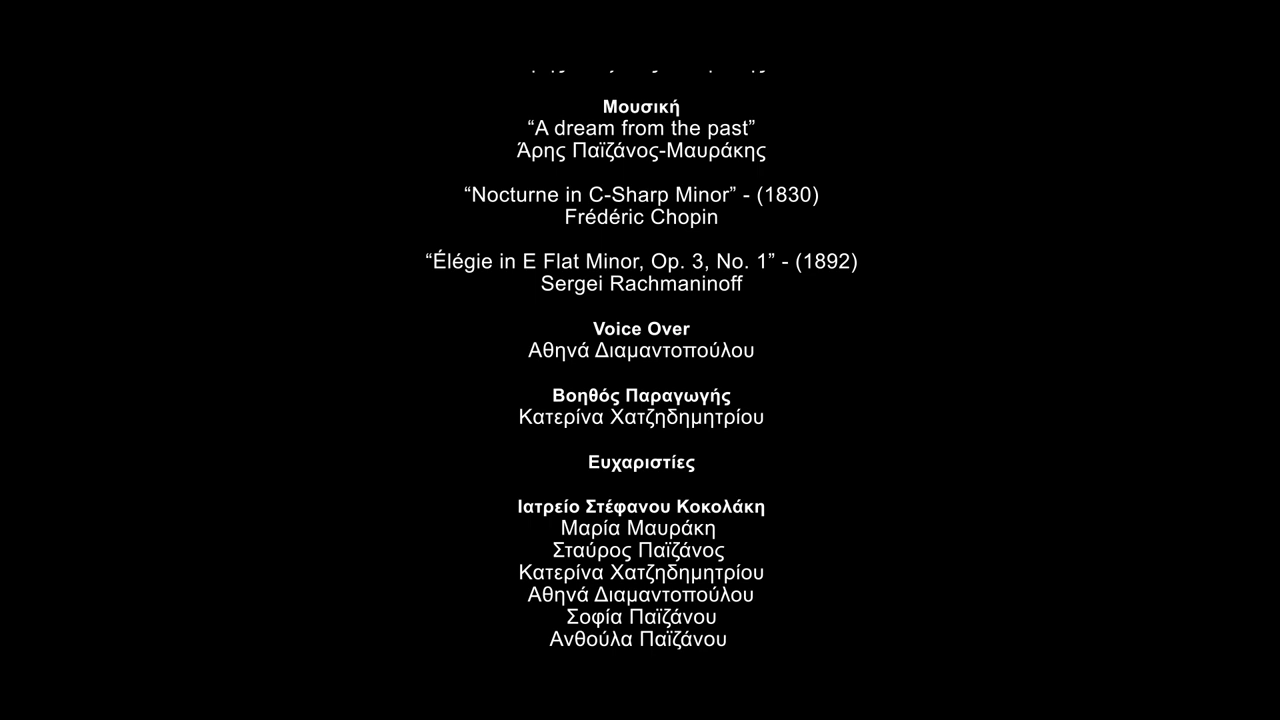 Μουσική
“A dream from the past”
Άρης Παϊζάνος-Μαυράκης
“Nocturne in C-Sharp Minor” - (1830)
Frédéric Chopin
“Élégie in E Flat Minor, Op. 3, No. 1” - (1892)
Sergei Rachmaninoff
Voice Over
Αθηνά Διαμαντοπούλου
Βοηθός Παραγωγής
Κατερίνα Χατζηδημητρίου
Ευχαριστίες
Ιατρείο Στέφανου Κοκολάκη
Μαρία Μαυράκη
Σταύρος Παϊζάνος
Κατερίνα Χατζηδημητρίου
Αθηνά Διαμαντοπούλου
Σοφία Παϊζάνου
Ανθούλα Παϊζάνου